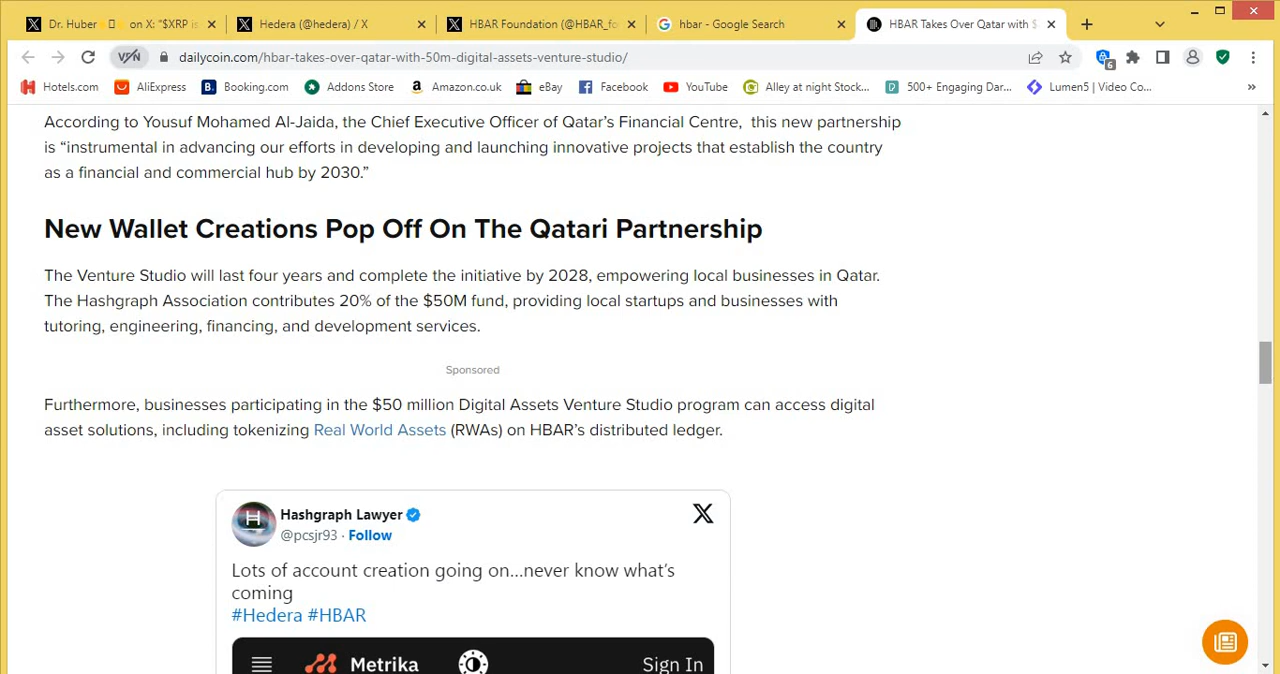 Dr. Huber on X: "$XRP is
Hedera (@hedera) / X
HBAR Foundation (@HBAR_fo
hbar - Google Search
HBAR Takes Over Qatar with $
VPN
dailycoin.com/hbar-takes-over-qatar-with-50m-digital-assets-venture-studio/
6
Hotels.com
AliExpress
Booking.com
Addons Store
Amazon.co.uk
eBay
Facebook
YouTube
Alley at night Stock...
500+ Engaging Dar...
Lumen5 | Video Co...
According to Yousuf Mohamed Al-Jaida, the Chief Executive Officer of Qatar’s Financial Centre, this new partnership
is “instrumental in advancing our efforts in developing and launching innovative projects that establish the country
as a financial and commercial hub by 2030.”
New Wallet Creations Pop Off On The Qatari Partnership
The Venture Studio will last four years and complete the initiative by 2028, empowering local businesses in Qatar.
The Hashgraph Association contributes 20% of the $50M fund, providing local startups and businesses with
tutoring, engineering, financing, and development services.
Sponsored
Furthermore, businesses participating in the $50 million Digital Assets Venture Studio program can access digital
asset solutions, including tokenizing Real World Assets (RWAs) on HBAR’s distributed ledger.
Hashgraph Lawyer
@pcsjr93 · Follow
Lots of account creation going on...never know what’s
coming
#Hedera #HBAR
Metrika
Sign In